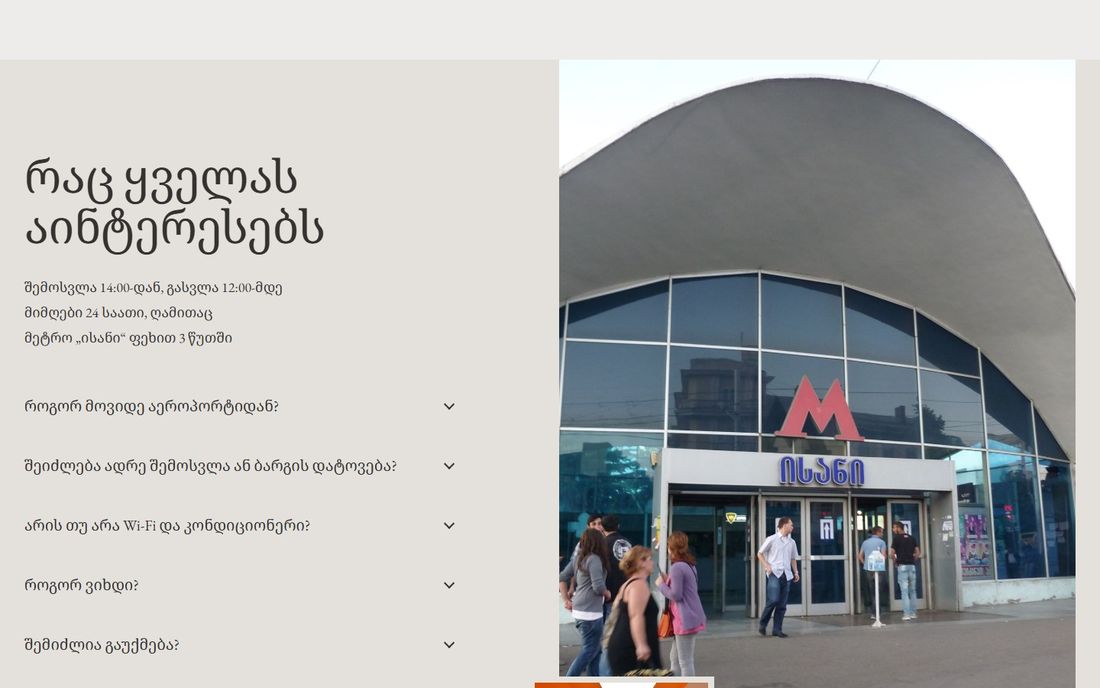 რაც ყველას
აინტერესებს
შემოსვლა 14:00-დან, გასვლა 12:00-მდე
მიმღები 24 საათი, ღამითაც
მეტრო „ისანი“ ფეხით 3 წუთში
როგორ მოვიდე აეროპორტიდან?
შეიძლება ადრე შემოსვლა ან ბარგის დატოვება?
არის თუ არა Wi-Fi და კონდიციონერი?
როგორ ვიხდი?
შემიძლია გაუქმება?
M
ისანი